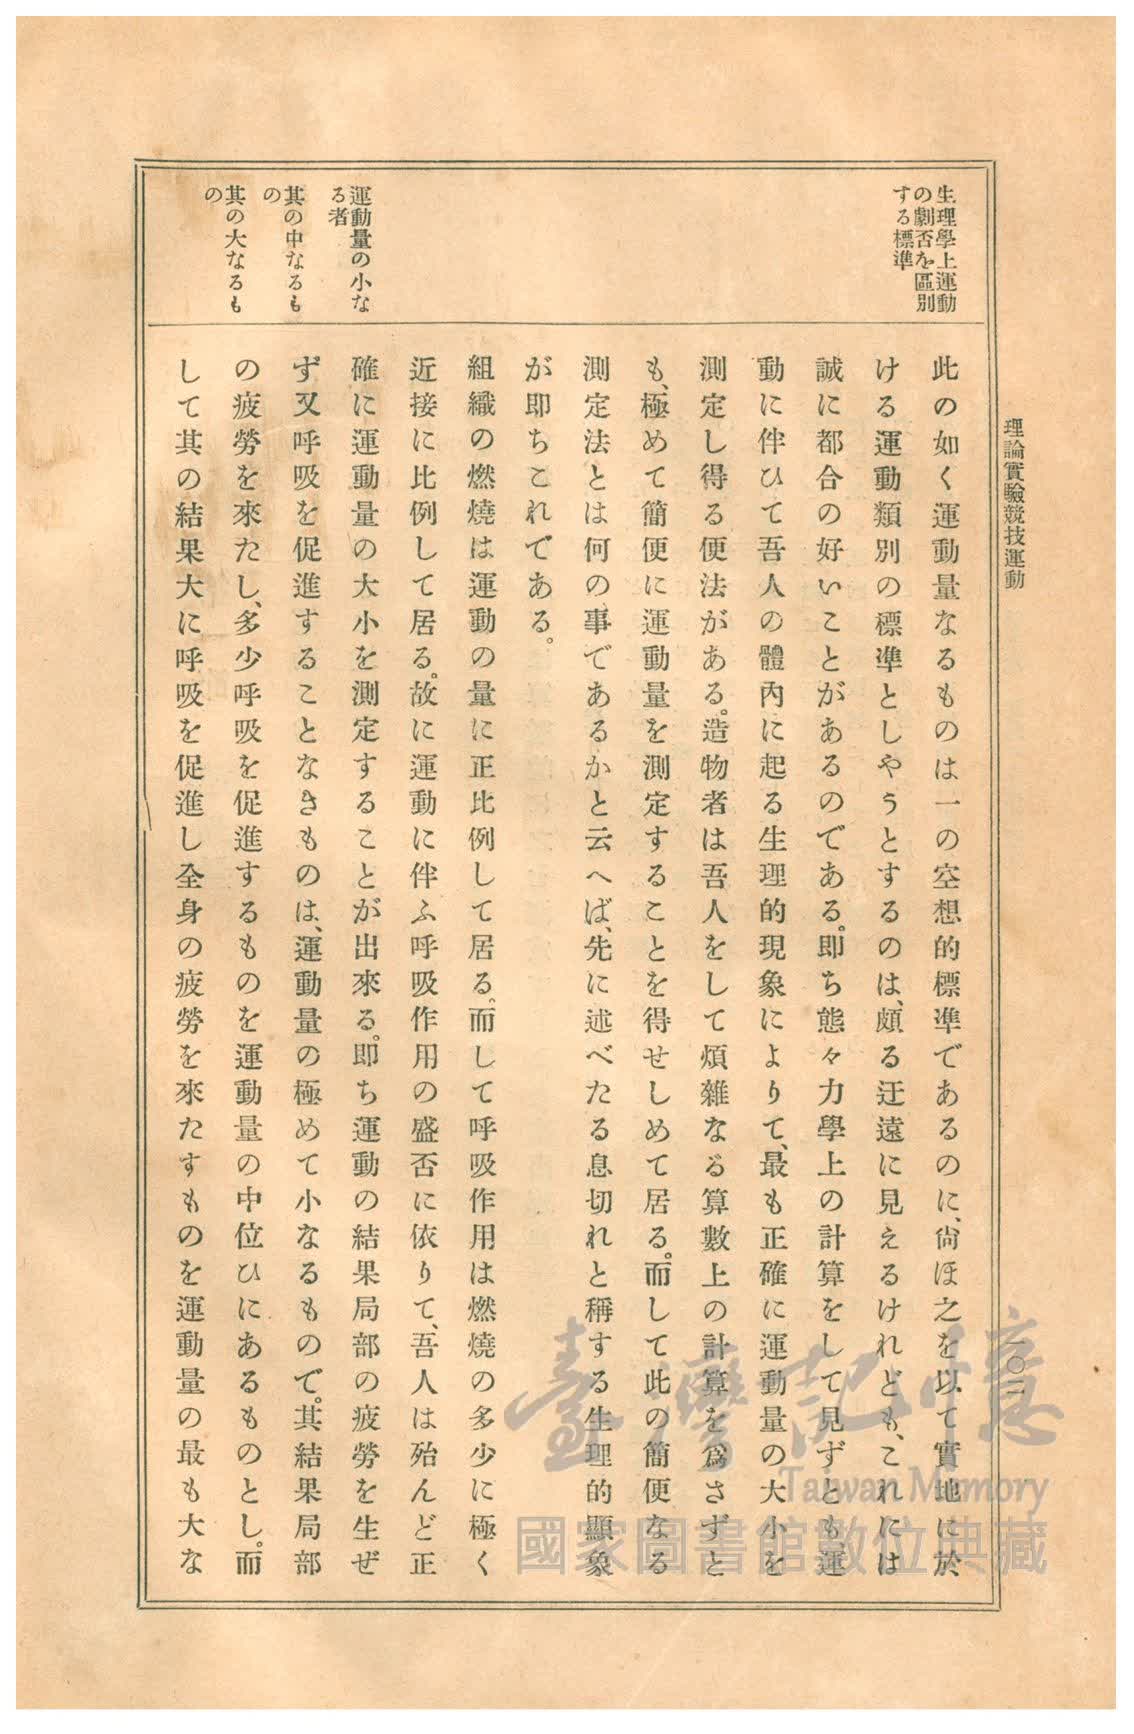 理論實驗競技運動
一〇二
生理學上運動
の劇否を區別
する標準
運動量の小な
る者
其の中なるも
の
其の大なるも
の
此の如く運動量なるものは一の空想的標準であるのに、尙ほ之を以て實地に於
ける運動類別の標準としやうとするのは、頗る迂遠に見えるけれども、これには
誠に都合の好いことがあるのである。即ち態々力學上の計算をして見ずとも、運
動に伴ひて吾人の體內に起る生理的現象によりて、最も正確に運動量の大小を
測定し得る便法がある。造物者は吾人をして煩雜なる算數上の計算を爲さずと
も、極めて簡便に運動量を測定することを得せしめて居る。而して此の簡便なる
測定法とは何の事であるかと云へば、先に述べたる息切れと稱する生理的顯象
が即ちこれである。
組織の燃燒は運動の量に正比例して居る。而して呼吸作用は燃燒の多少に極く
近接に比例して居る。故に運動に伴ふ呼吸作用の盛否に依りて、吾人は殆んど正
確に運動量の大小を測定することが出來る。即ち運動の結果局部の疲勞を生ぜ
ず又呼吸を促進することなきものは、運動量の極めて小なるもので。其結果局部
の疲勞を來たし、多少呼吸を促進するものを運動量の中位ひにあるものとし。而
して其の結果大に呼吸を促進し全身の疲勞を來たすものを運動量の最も大な
臺灣記憶
Taiwan Memory
國家圖書館數位典藏